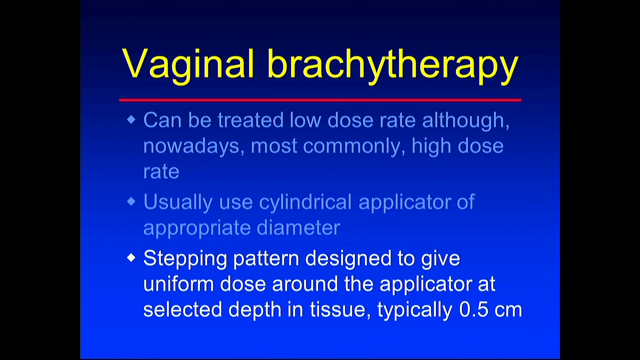 Vaginal brachytherapy
Can be treated low dose rate although,
nowadays, most commonly, high dose
rate
Usually use cylindrical applicator of
appropriate diameter
Stepping pattern designed to give
uniform dose around the applicator at
selected depth in tissue, typically 0.5 cm